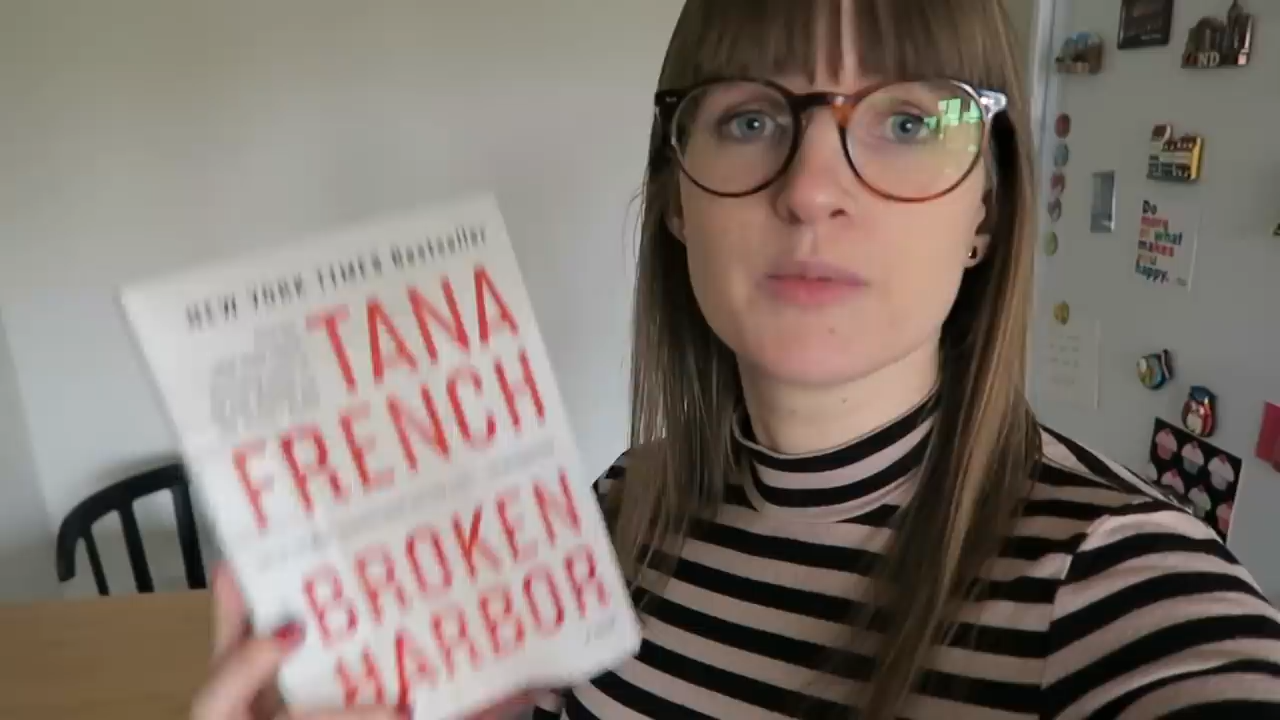 NEW YORK TIMES Bestseller
TANA
FRENCH
BROKEN
HARBOR
Do
more
of what
makes
you
happy.